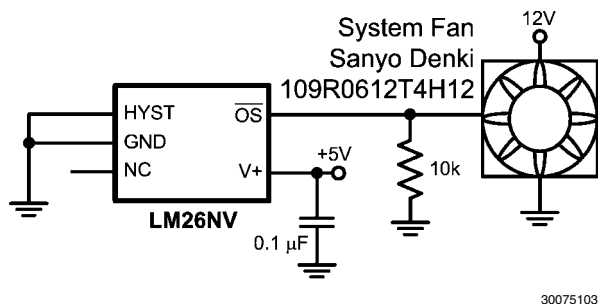 System Fan
Sanyo Denki
109R0612T4H12
12V
HYST
GND
NC
OS
V+
+5V
10k
LM26NV
0.1 μF
30075103